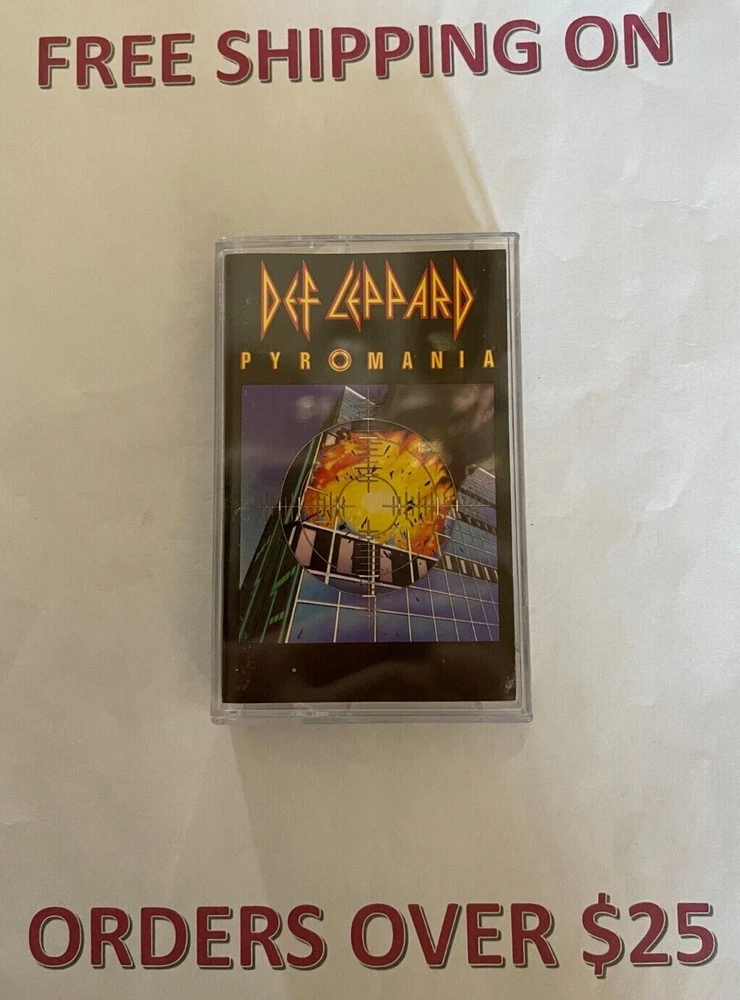 FREE SHIPPING ON
DEF LEPPARD
PYROMANIA
ORDERS OVER $25